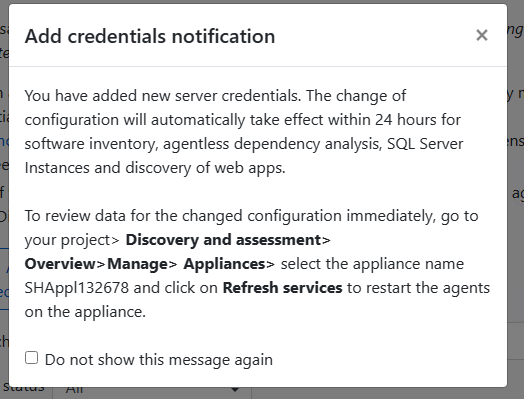 Add credentials notification ×
You have added new server credentials. The change of
configuration will automatically take effect within 24 hours for
software inventory, agentless dependency analysis, SQL Server
Instances and discovery of web apps.
To review data for the changed configuration immediately, go to
your project> Discovery and assessment>
Overview>Manage> Appliances> select the appliance name
SHAppl132678 and click on Refresh services to restart the agents
on the appliance.
Do not show this message again
status All